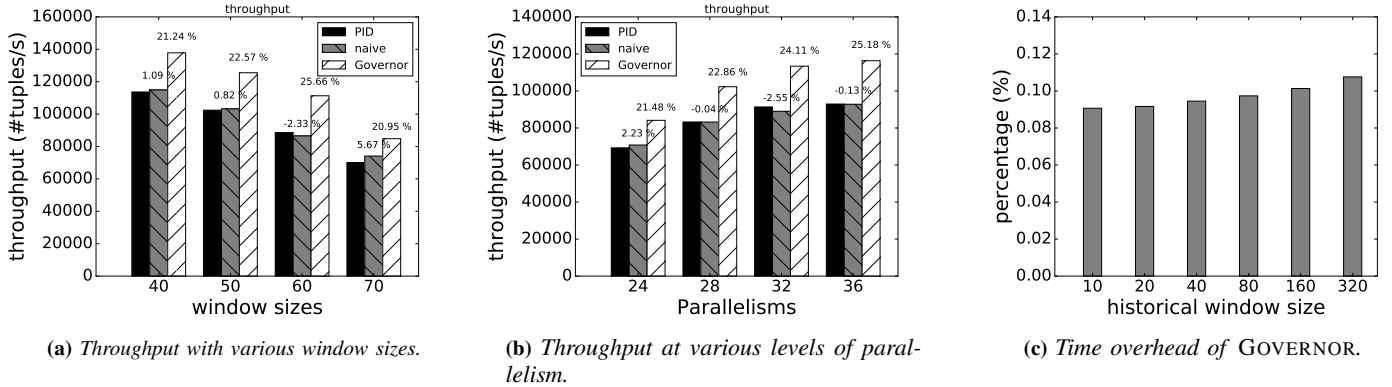 throughput
throughput (#tuples/s)
160000
140000
120000
100000
80000
60000
40000
20000
0
PID
naive
Governor
21.24 %
1.09 %
22.57 %
0.82 %
25.66 %
-2.33 %
20.95 %
5.67 %
40 50 60 70
window sizes
(a) Throughput with various window sizes.
throughput
throughput (#tuples/s)
140000
120000
100000
80000
60000
40000
20000
0
PID
naive
Governor
21.48 %
2.23 %
22.86 %
-0.04 %
24.11 %
-2.55 %
25.18 %
-0.13 %
24 28 32 36
Parallelisms
(b) Throughput at various levels of paral-
lelism.
percentage (%)
0.14
0.12
0.10
0.08
0.06
0.04
0.02
0.00
10 20 40 80 160 320
historical window size
(c) Time overhead of GOVERNOR.